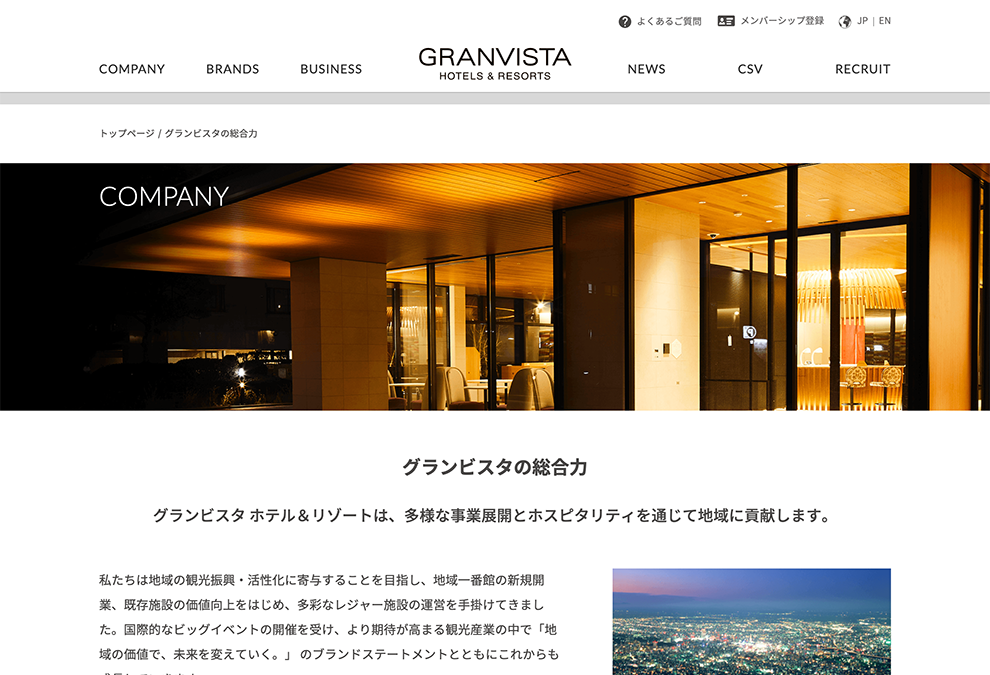 よくあるご質問 メンバーシップ登録 JP | EN
COMPANY BRANDS BUSINESS GRANVISTA HOTELS & RESORTS NEWS CSV RECRUIT
トップページ / グランビスタの総合力
COMPANY
グランビスタの総合力
グランビスタ ホテル＆リゾートは、多様な事業展開とホスピタリティを通じて地域に貢献します。
私たちは地域の観光振興・活性化に寄与することを目指し、地域一番館の新規開
業、既存施設の価値向上をはじめ、多彩なレジャー施設の運営を手掛けてきまし
た。国際的なビッグイベントの開催を受け、より期待が高まる観光産業の中で「地
域の価値で、未来を変えていく。」 のブランドステートメントとともにこれからも